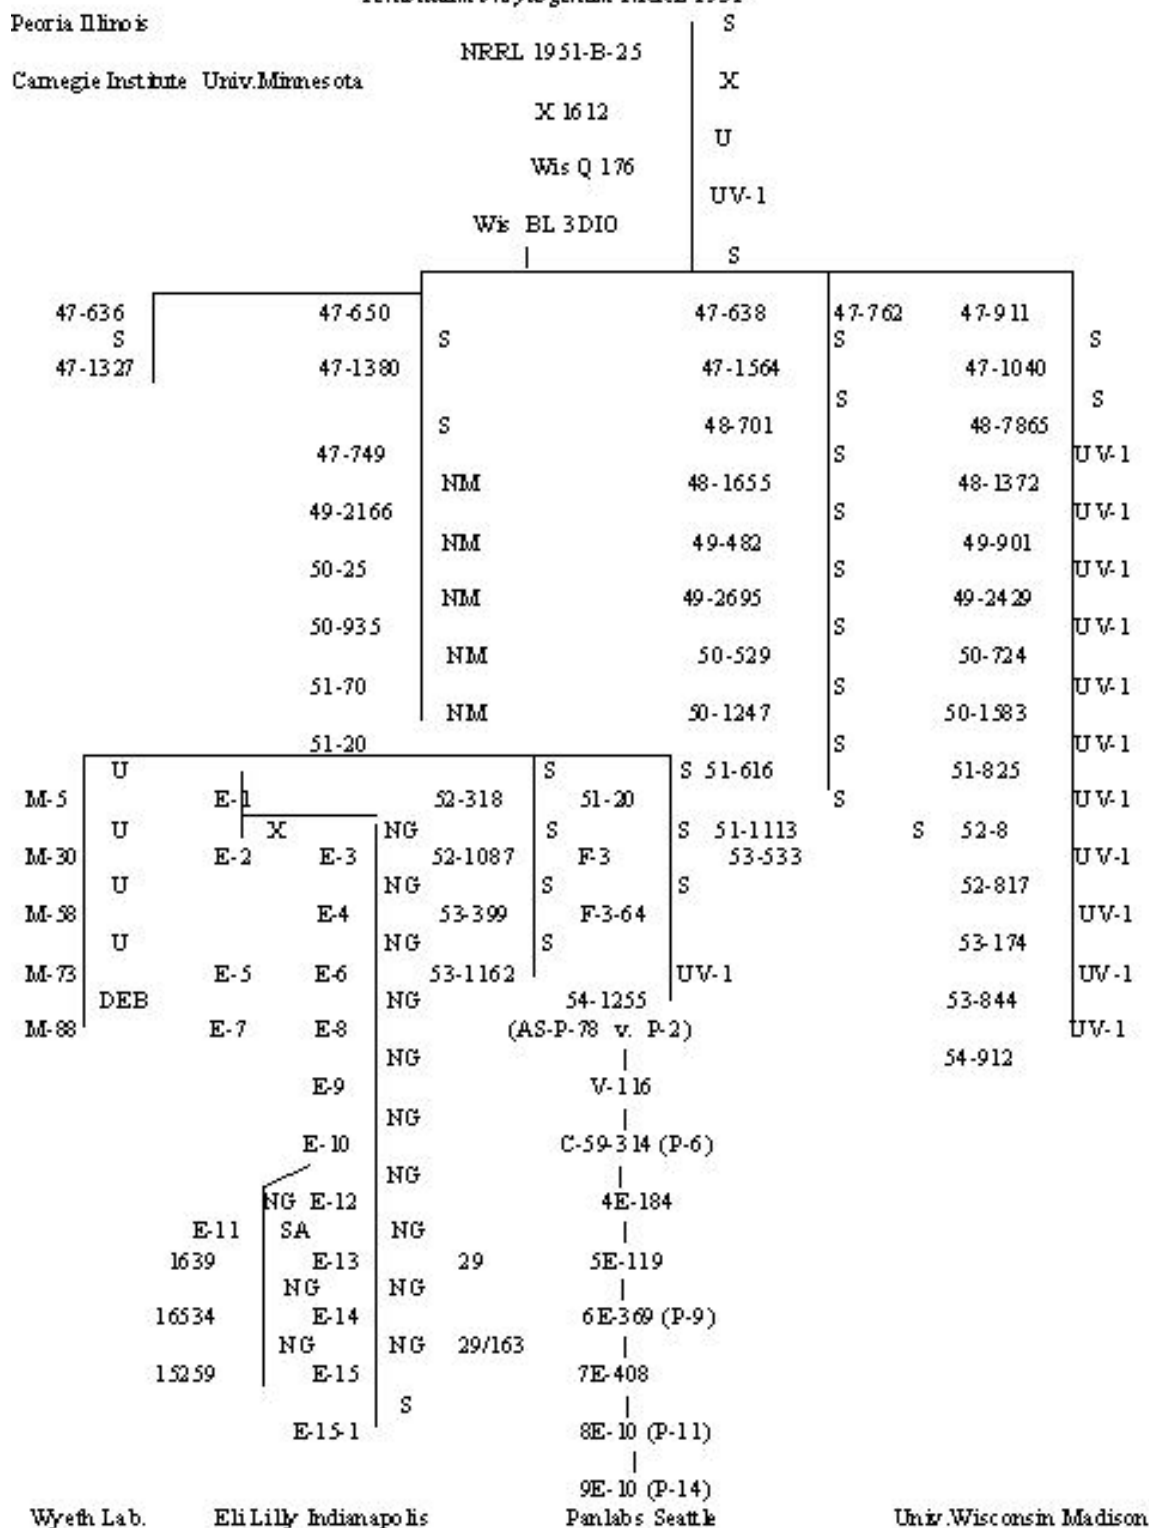 Peoria Illinois S
NRRL 1951-B-25
Carnegie Institute Univ.Minnesota X
X 1612
U
Wis Q 176
UV-1
Wis BL 3D10
S
47-636 47-650 47-638 47-762 47-911
S S S S
47-1327 47-1380 47-1564 47-1040
S S
S 48-701 48-7865
47-749 S UV-1
NM 48-1655 48-1372
49-2166 S UV-1
NM 49-482 49-901
50-25 S UV-1
NM 49-2695 49-2429
50-935 S UV-1
NM 50-529 50-724
51-70 S UV-1
NM 50-1247 50-1583
51-20 S UV-1
U S S 51-616 51-825
M-5 E-1 52-318 51-20 S UV-1
U X NG S S 51-1113 S 52-8
M-30 E-2 E-3 52-1087 F-3 53-533 UV-1
U NG S S 52-817
M-58 E-4 53-399 F-3-64 UV-1
U NG S 53-174
M-73 E-5 E-6 53-1162 UV-1 UV-1
DEB NG 54-1255 53-844
M-88 E-7 E-8 (AS-P-78 v. P-2) UV-1
NG 54-912
E-9 V-116
NG
E-10 C-59-314 (P-6)
NG
NG E-12 4E-184
E-11 SA NG
1639 E-13 29 5E-119
NG NG
16534 E-14 6E-369 (P-9)
NG NG 29/163
15259 E-15 7E-408
S
E-15-1 8E-10 (P-11)
9E-10 (P-14)
Wyeth Lab. Eli Lilly Indianapolis Panlabs Seattle Univ.Wisconsin Madison